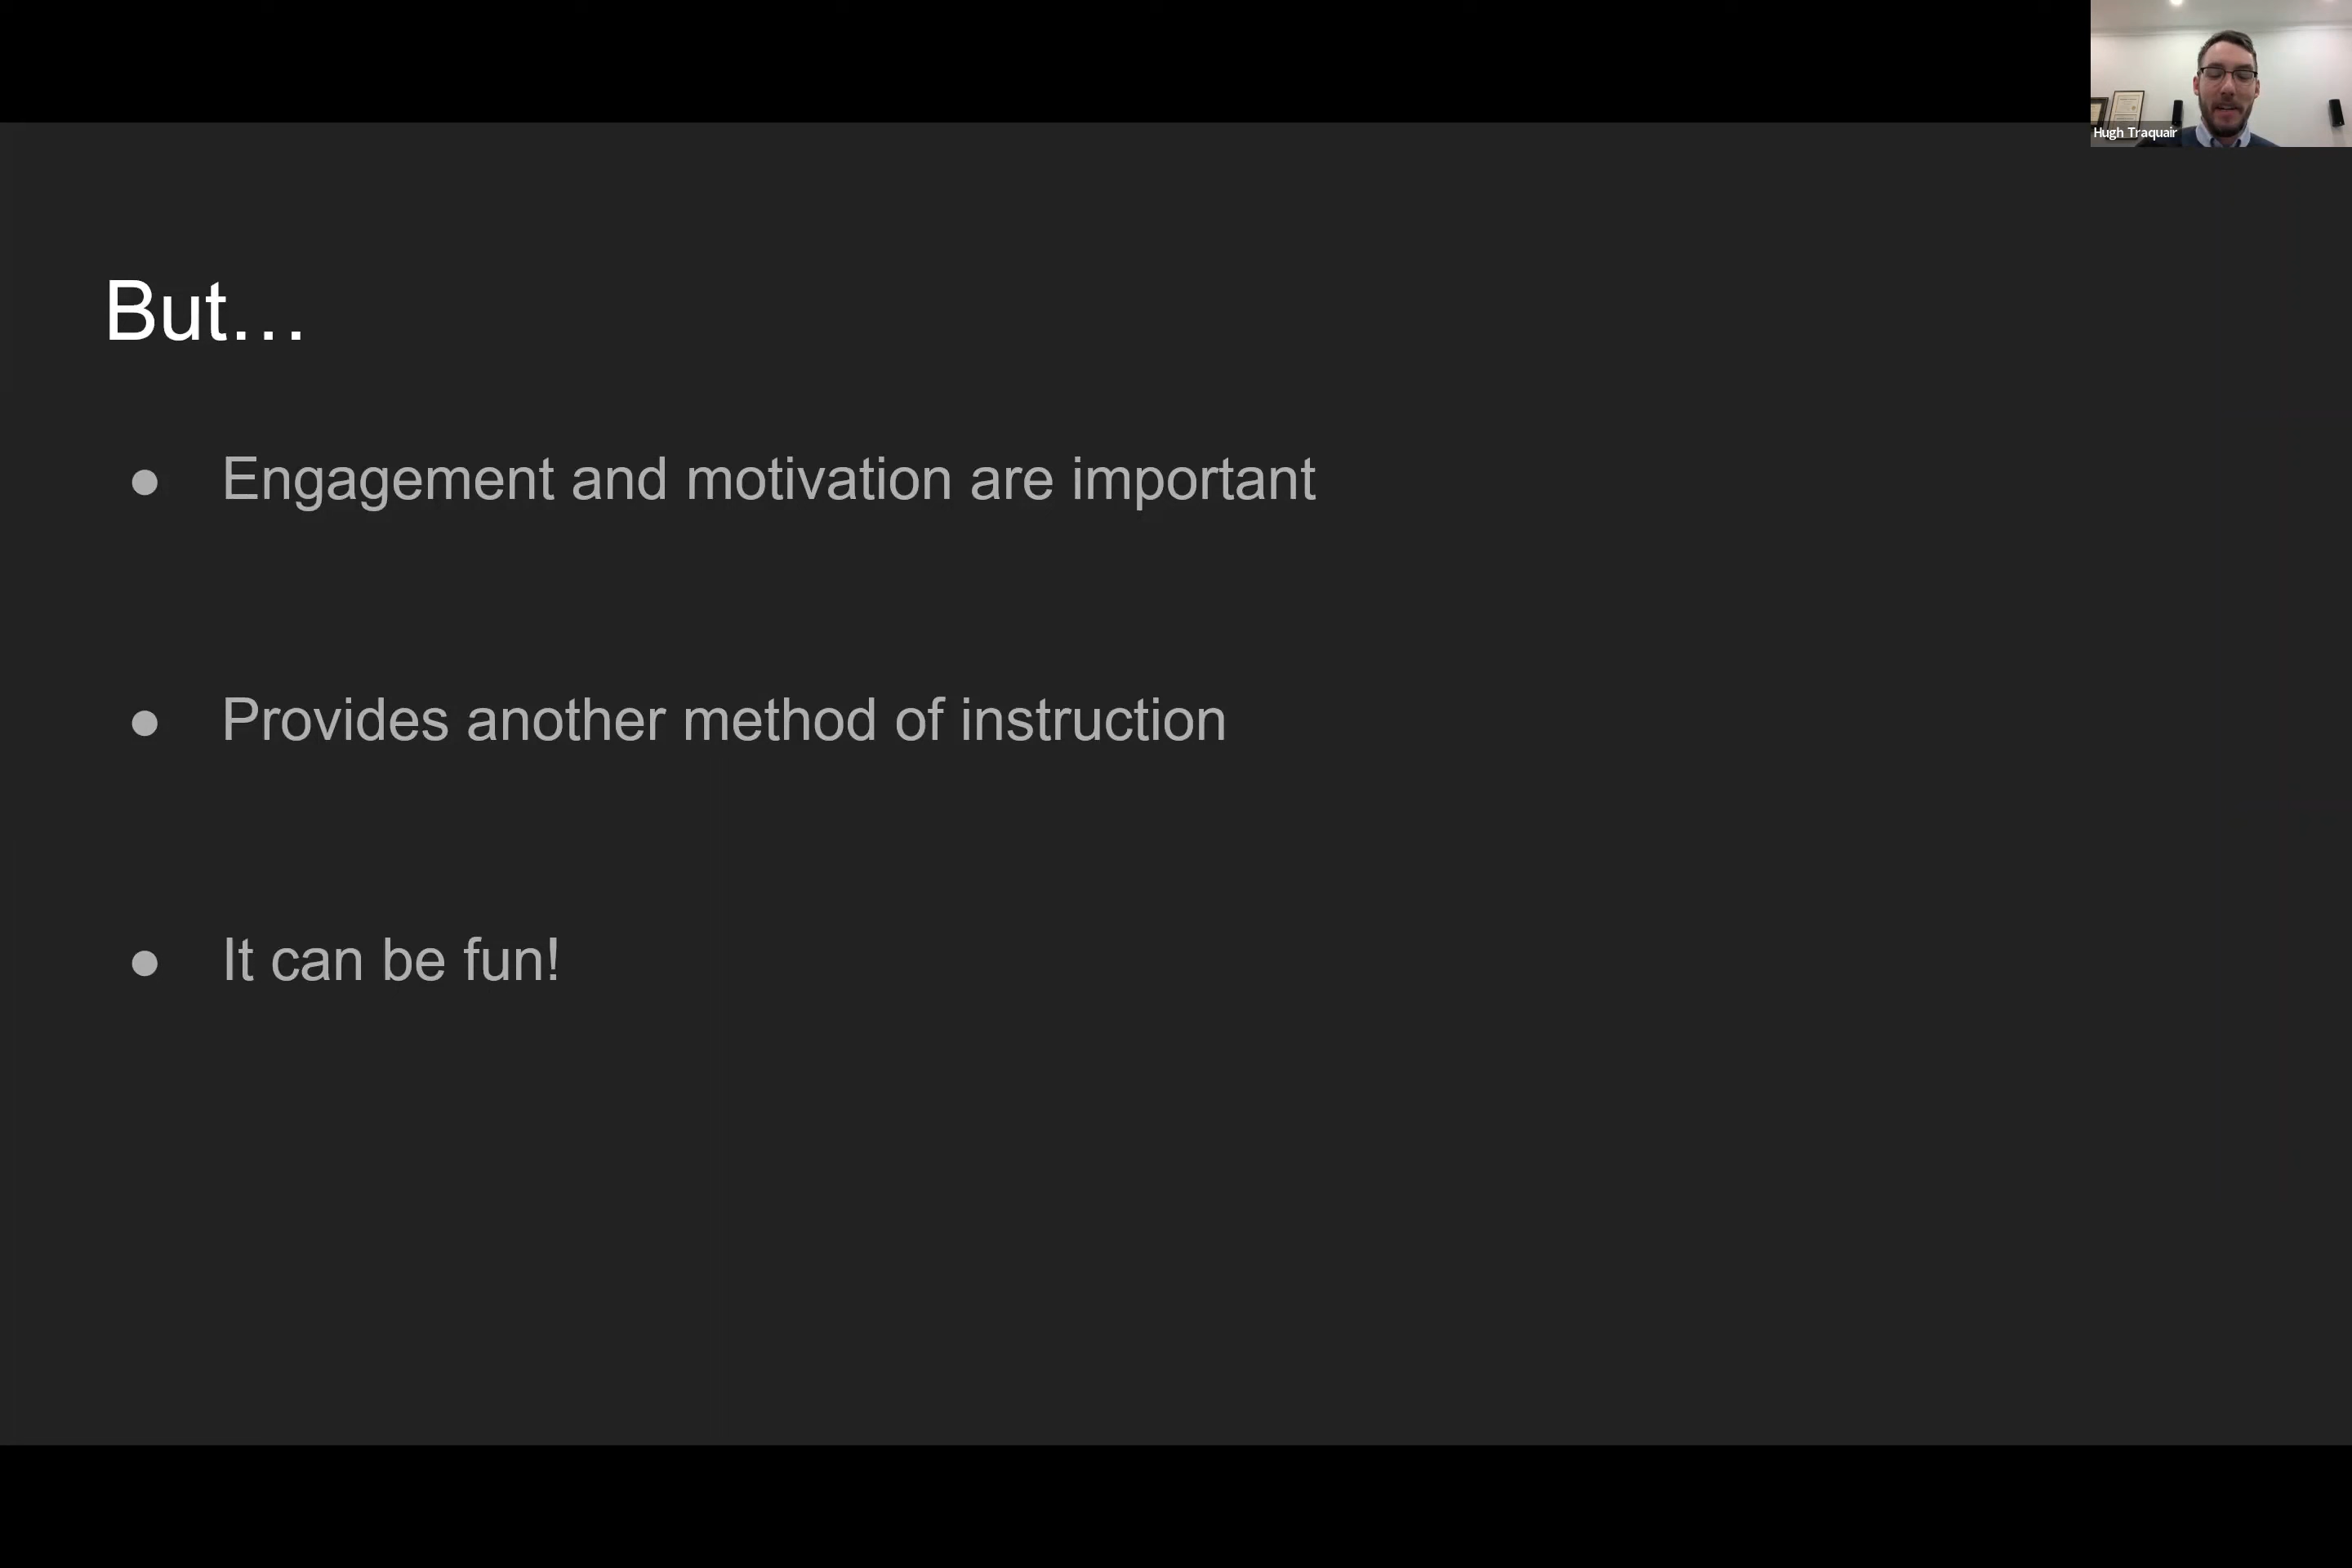 Hugh Traquair
But…
● Engagement and motivation are important
● Provides another method of instruction
● It can be fun!